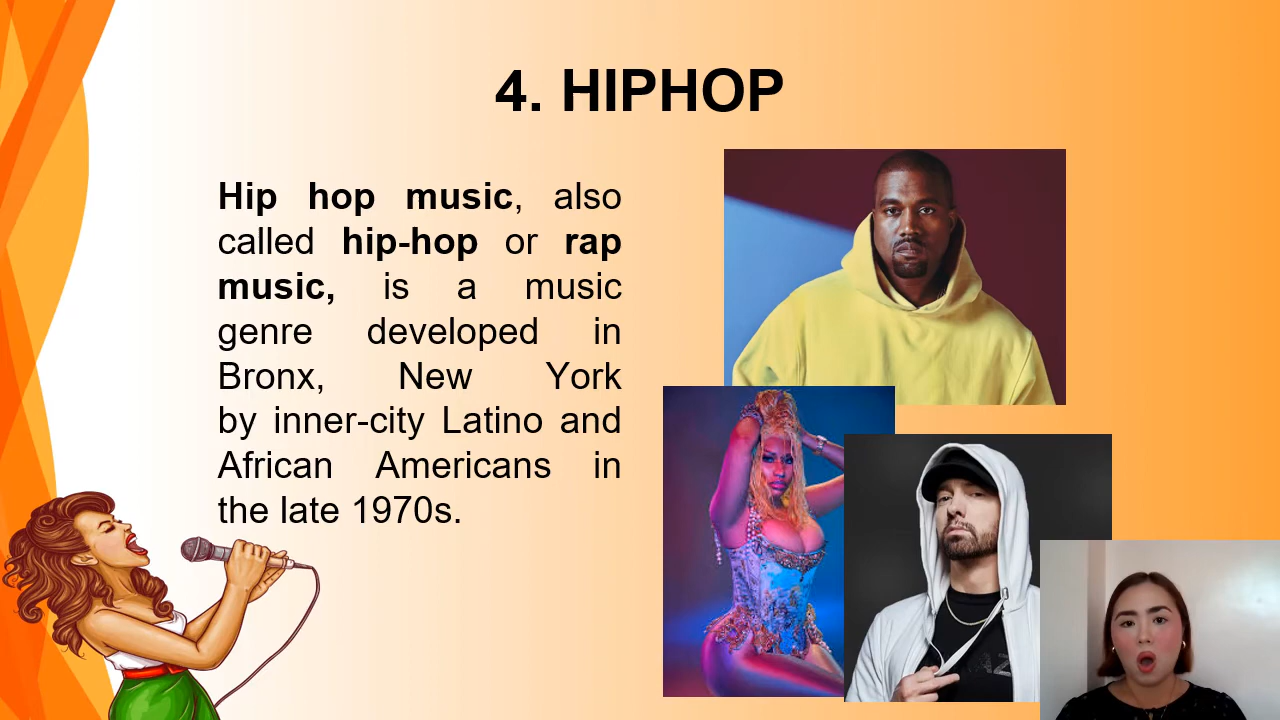 4. HIPHOP
Hip hop music, also
called hip-hop or rap
music, is a music
genre developed in
Bronx, New York
by inner-city Latino and
African Americans in
the late 1970s.